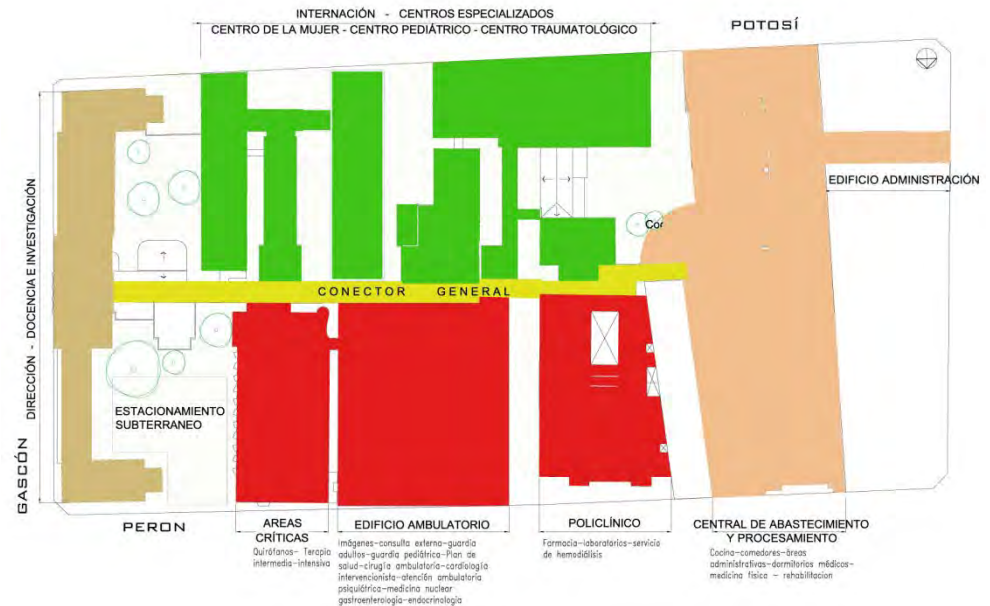 INTERNACIÓN - CENTROS ESPECIALIZADOS
CENTRO DE LA MUJER - CENTRO PEDIÁTRICO - CENTRO TRAUMATOLÓGICO
POTOSÍ
EDIFICIO ADMINISTRACIÓN
Cor
DIRECCIÓN - DOCENCIA E INVESTIGACIÓN
GASCÓN
CONECTOR GENERAL
ESTACIONAMIENTO
SUBTERRANEO
PERON
AREAS
CRÍTICAS
Quirófanos- Terapia
intermedia-intensiva
EDIFICIO AMBULATORIO
Imágenes-consulta externa-guardia
adultos-guardia pediátrica-Plan de
salud-cirugía ambulatoria-cardiología
intervencionista-atención ambulatoria
psiquiátrica-medicina nuclear
gastroenterología-endocrinología
POLICLÍNICO
Farmacia-laboratorios-servicio
de hemodiálisis
CENTRAL DE ABASTECIMIENTO
Y PROCESAMIENTO
Cocina-comedores-áreas
administrativas-dormitorios médicos-
medicina física - rehabilitacion